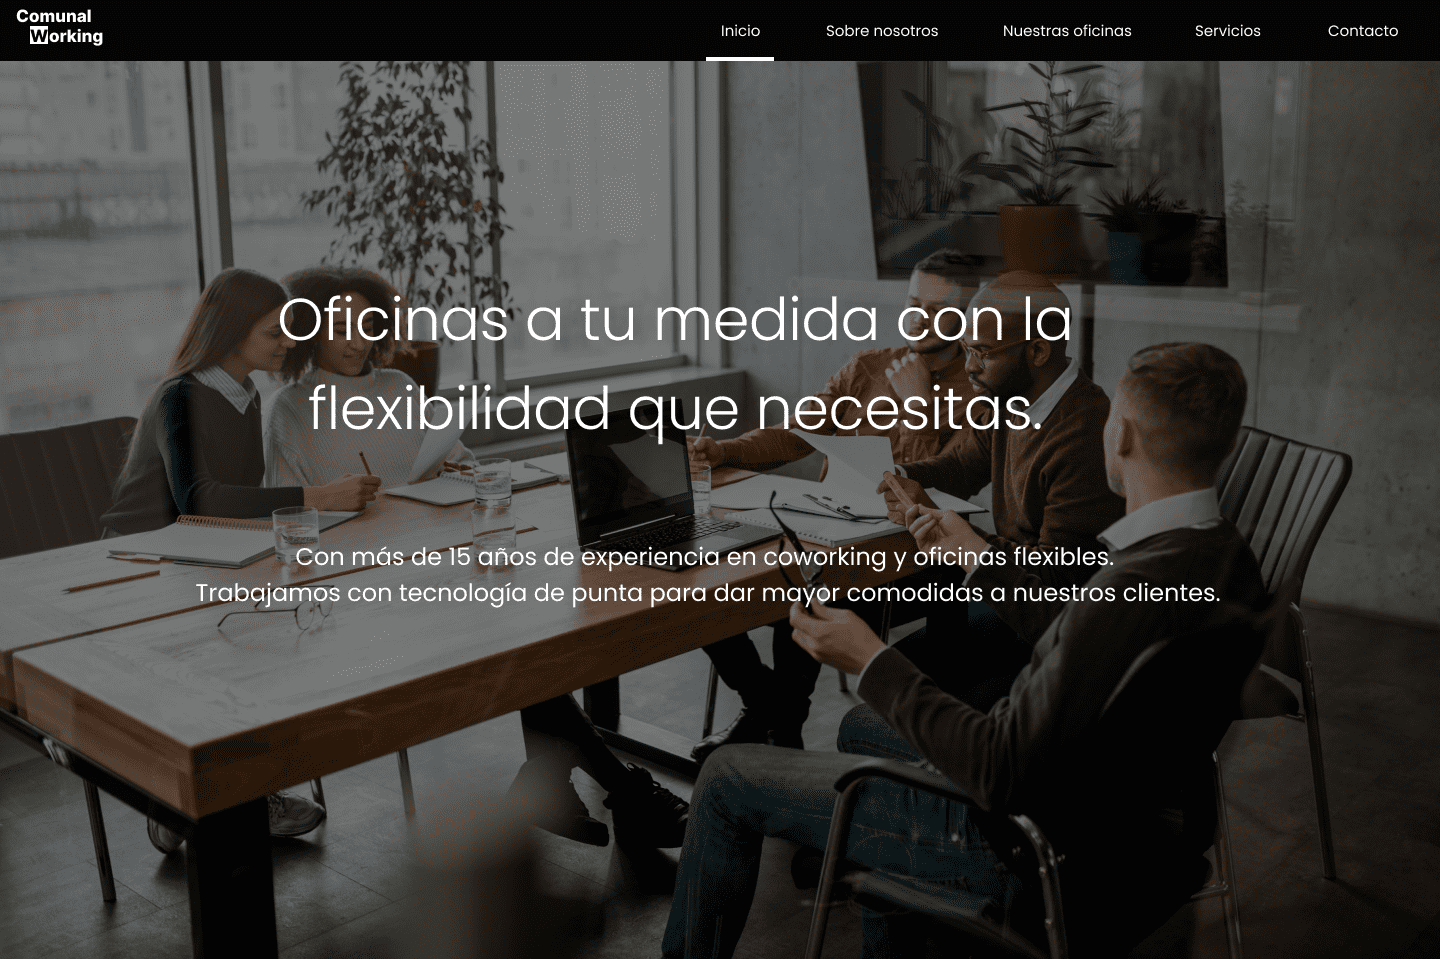 Comunal
Working
Inicio
Sobre nosotros
Nuestras oficinas
Servicios
Contacto
Oficinas a tu medida con la
flexibilidad que necesitas.
Con más de 15 años de experiencia en coworking y oficinas flexibles.
Trabajamos con tecnología de punta para dar mayor comodidas a nuestros clientes.